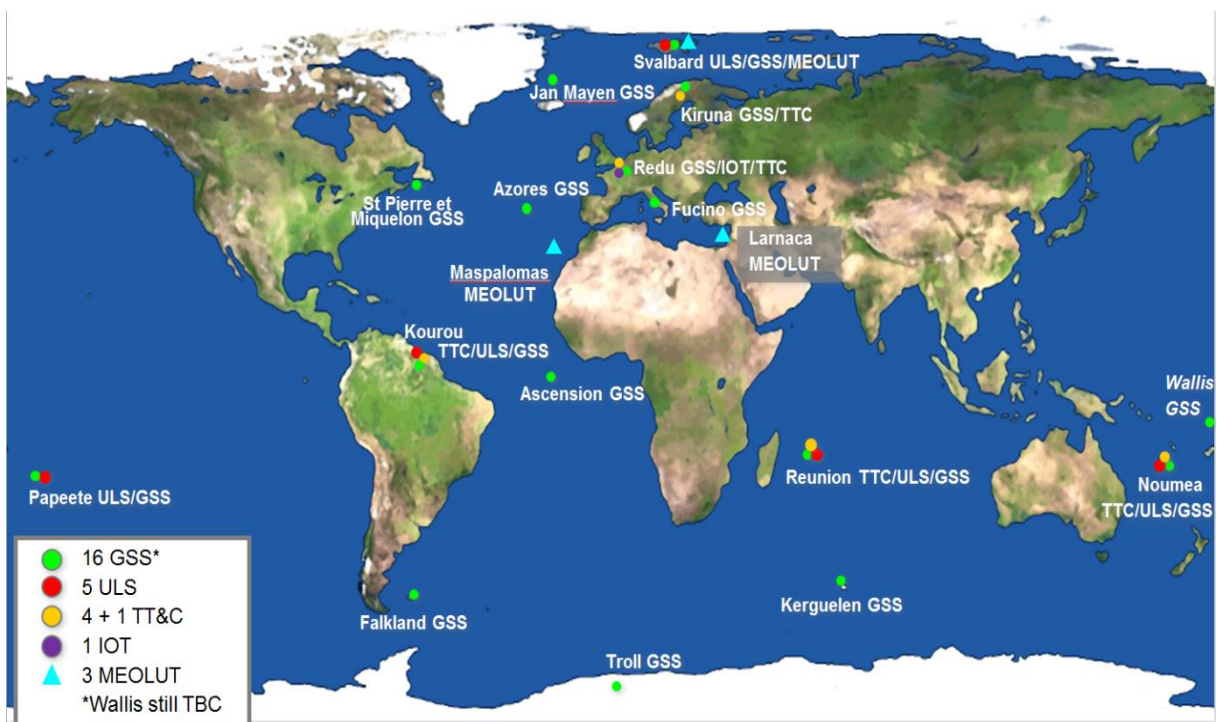 Svalbard ULS/GSS/MEOLUT
Jan Mayen GSS
Kiruna GSS/TTC
Redu GSS/IOT/TTC
Azores GSS
St Pierre et
Miquelon GSS
Fucino GSS
Larnaca
MEOLUT
Maspalomas
MEOLUT
Kourou
TTC/ULS/GSS
Ascension GSS
Wallis
GSS
Papeete ULS/GSS
Reunion TTC/ULS/GSS
Noumea
TTC/ULS/GSS
Falkland GSS
Kerguelen GSS
Troll GSS
16 GSS*
5 ULS
4 + 1 TT&C
1 IOT
3 MEOLUT
*Wallis still TBC